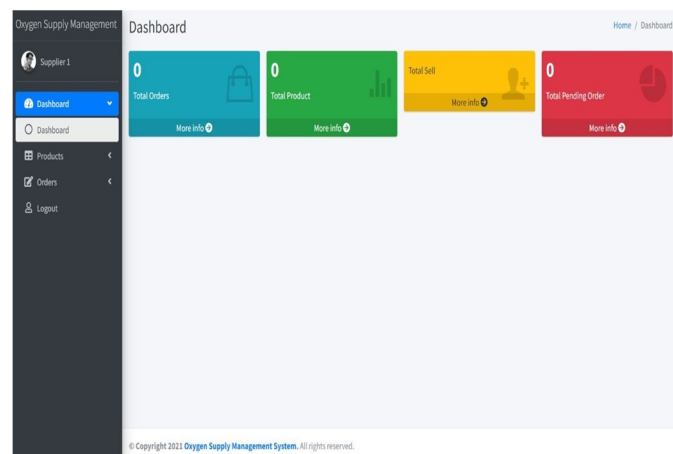 Oxygen Supply Management
Supplier 1
Dashboard
Dashboard
Products
Orders
Logout
Dashboard
Home / Dashboard
0
Total Orders
More info
0
Total Product
More info
Total Sell
More info
0
Total Pending Order
More info
© Copyright 2021 Oxygen Supply Management System. All rights reserved.